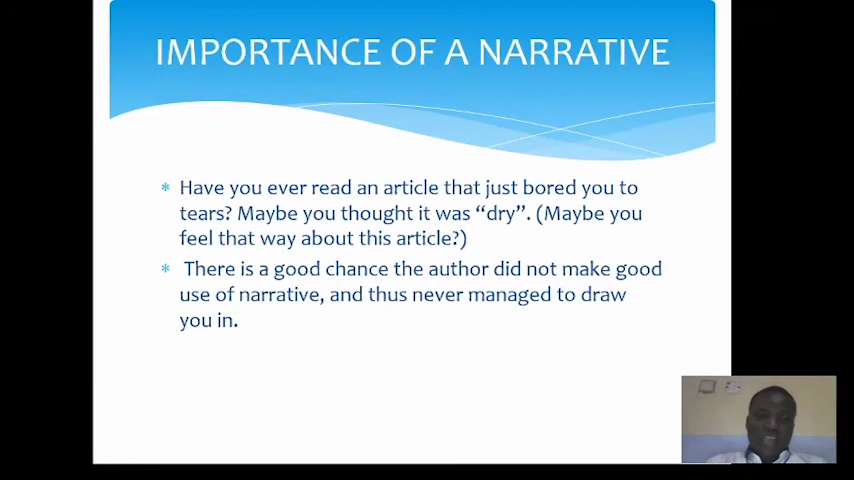 IMPORTANCE OF A NARRATIVE
* Have you ever read an article that just bored you to
tears? Maybe you thought it was “dry”. (Maybe you
feel that way about this article?)
* There is a good chance the author did not make good
use of narrative, and thus never managed to draw
you in.